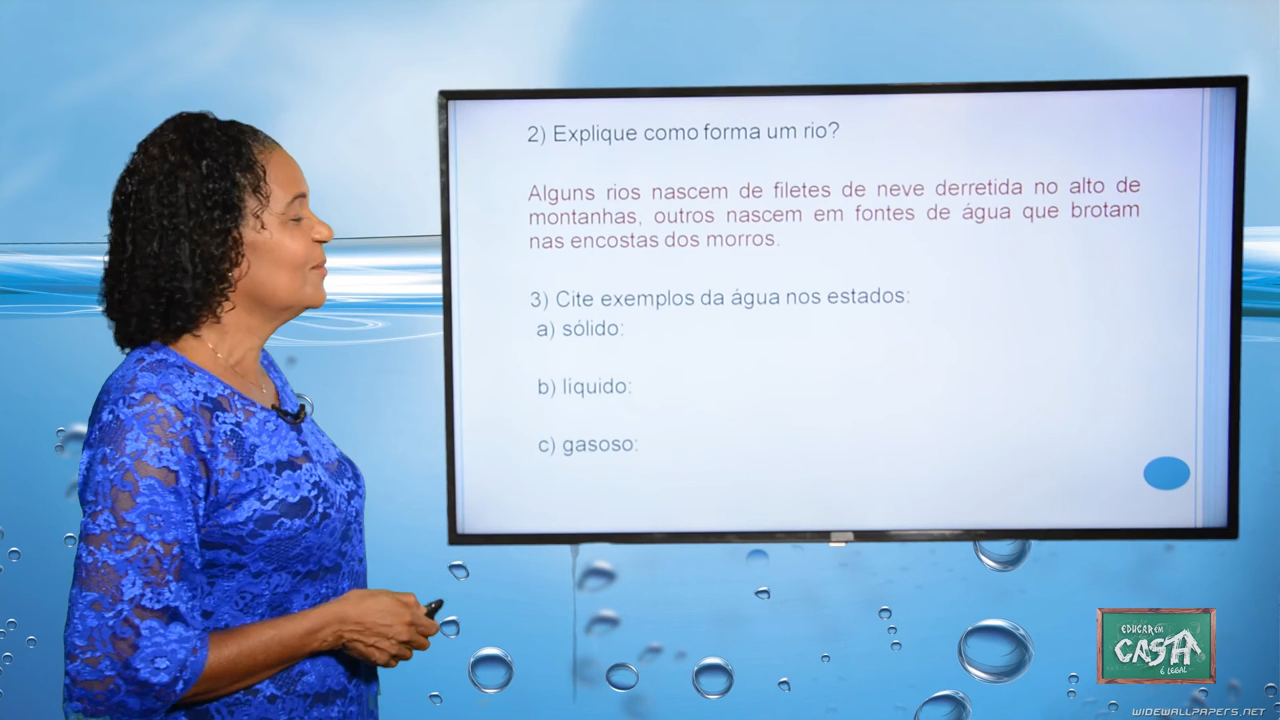 2) Explique como forma um rio?
Alguns rios nascem de filetes de neve derretida no alto de
montanhas, outros nascem em fontes de água que brotam
nas encostas dos morros.
3) Cite exemplos da água nos estados:
a) sólido:
b) líquido:
c) gasoso:
EDUCAR EM
CASA
É LEGAL
WIDEWALLPAPERS.NET